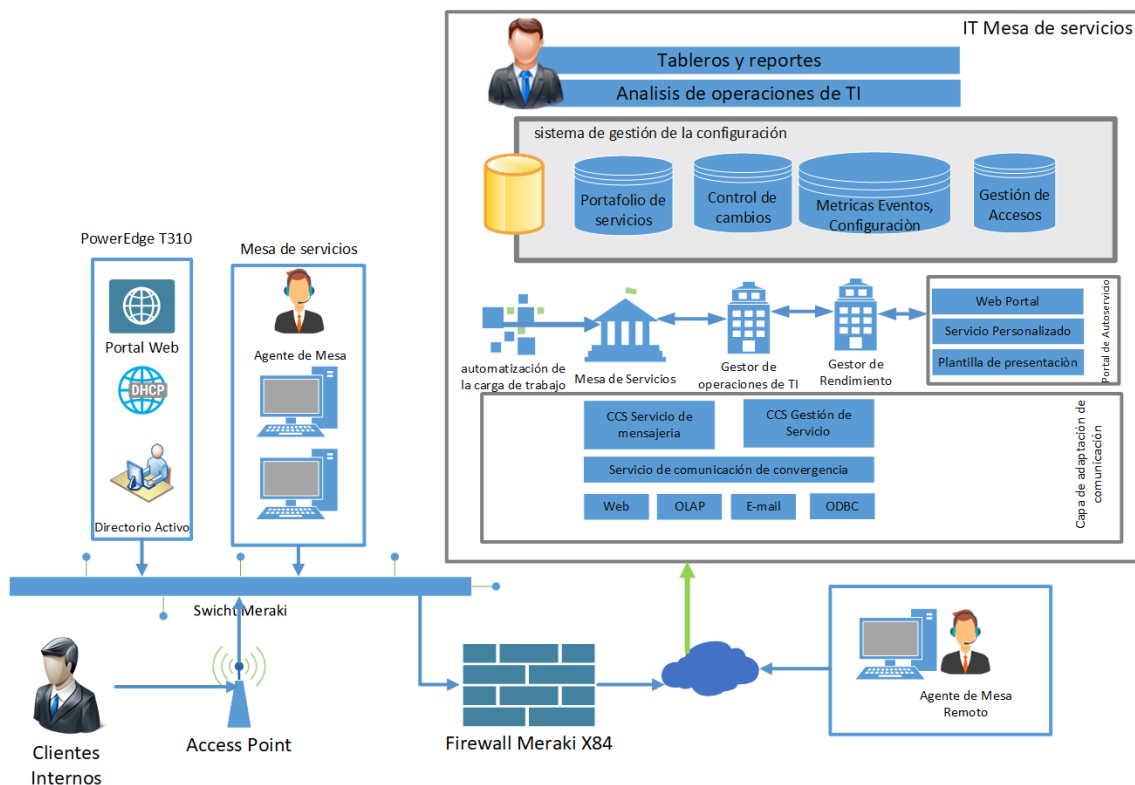 IT Mesa de servicios
Tableros y reportes
Analisis de operaciones de TI
sistema de gestión de la configuración
Portafolio de
servicios
Control de
cambios
Metricas Eventos,
Configuraciòn
Gestión de
Accesos
PowerEdge T310
Portal Web
DHCP
Directorio Activo
Mesa de servicios
Agente de Mesa
automatización de
la carga de trabajo
Mesa de Servicios
Gestor de
operaciones de TI
Gestor de
Rendimiento
Web Portal
Servicio Personalizado
Plantilla de presentaciòn
Portal de Autoservicio
CCS Servicio de
mensajeria
CCS Gestión de
Servicio
Servicio de comunicación de convergencia
Web
OLAP
E-mail
ODBC
Capa de adaptación de
comunicación
Swicht Meraki
Clientes
Internos
Access Point
Firewall Meraki X84
Agente de Mesa
Remoto